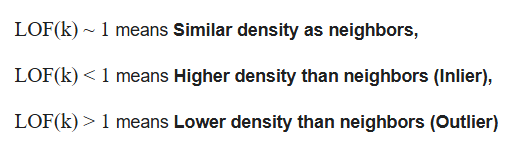 LOF(k) ~ 1 means Similar density as neighbors,
LOF(k) < 1 means Higher density than neighbors (Inlier),
LOF(k) > 1 means Lower density than neighbors (Outlier)